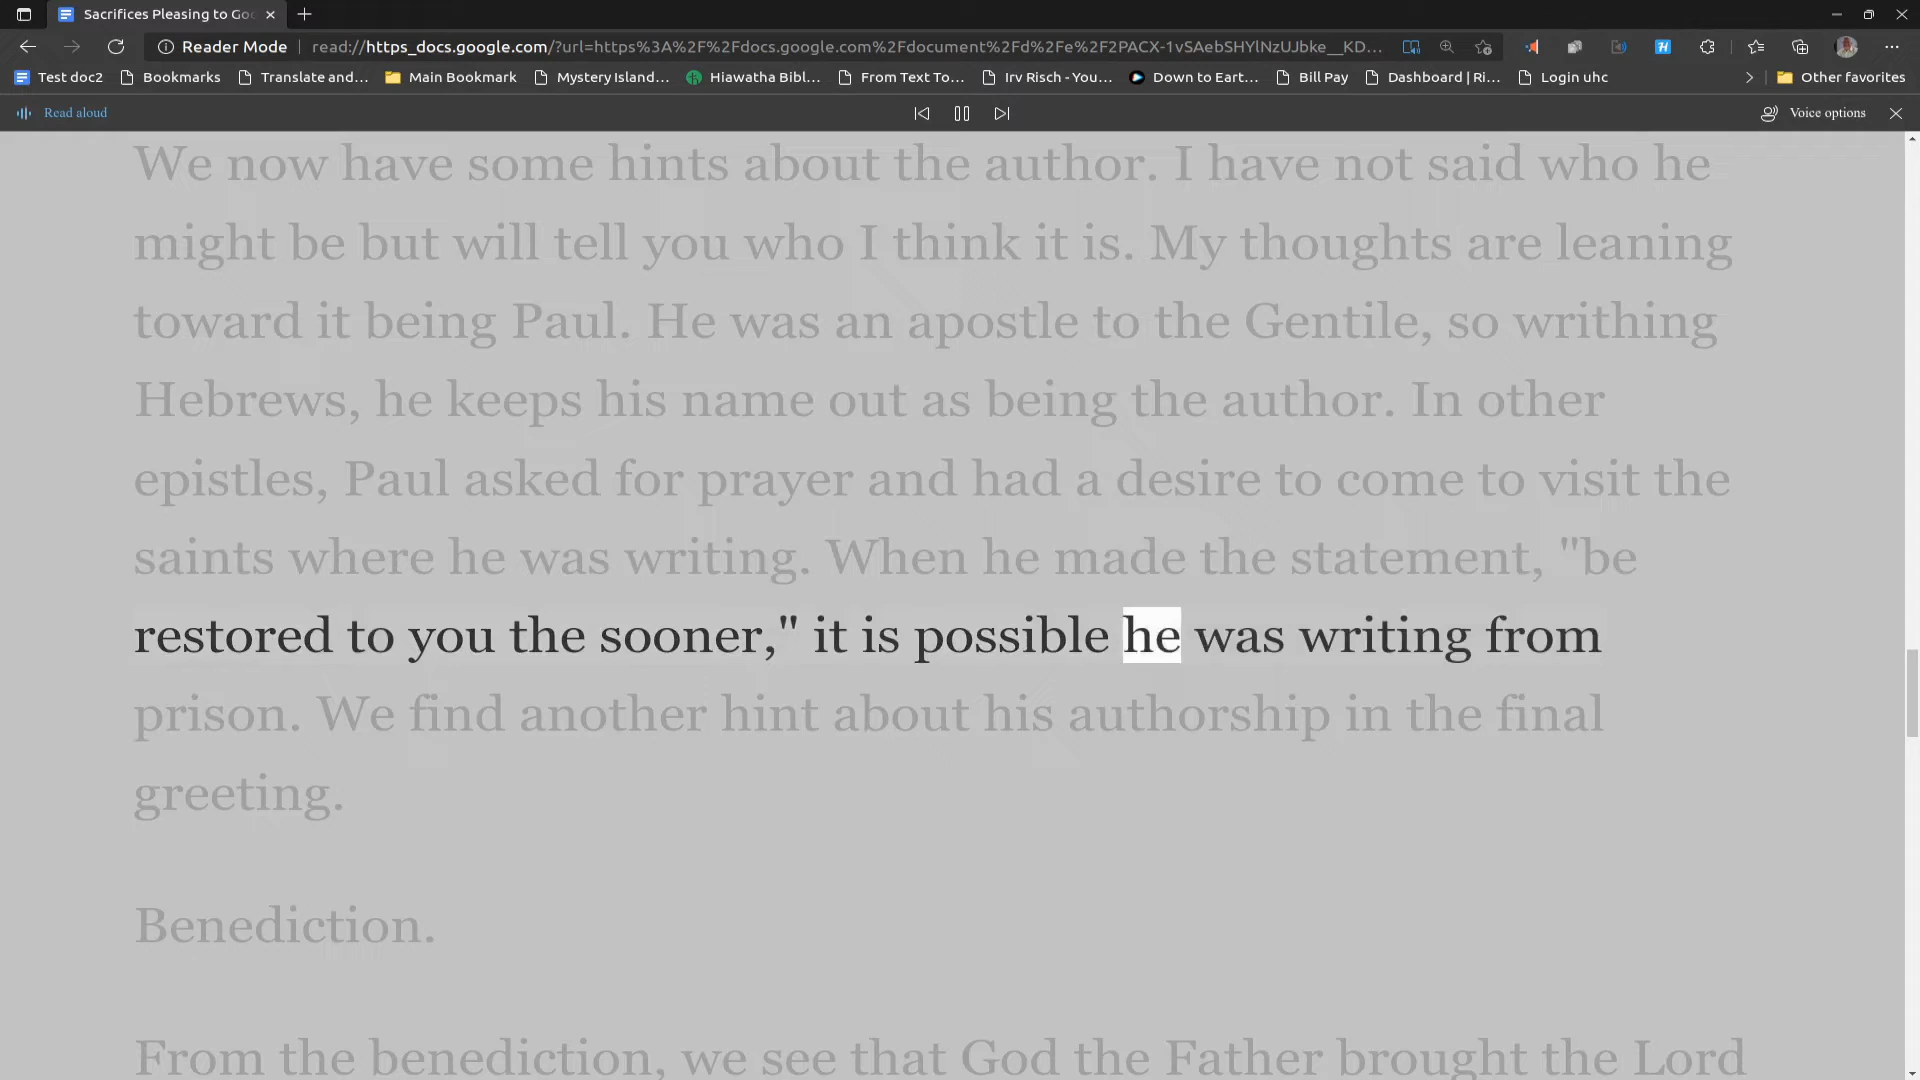 Sacrifices Pleasing to Go
Reader Mode
read://https_docs.google.com/?url=https%3A%2F%2Fdocs.google.com%2Fdocument%2Fd%2Fe%2F2PACX-1vSAebSHYlNzUJbke__KD...
Test doc2 Bookmarks Translate and... Main Bookmark Mystery Island... Hiawatha Bibl... From Text To... Irv Risch - You... Down to Eart... Bill Pay Dashboard | Ri... Login uhc Other favorites
Read aloud Voice options
We now have some hints about the author. I have not said who he
might be but will tell you who I think it is. My thoughts are leaning
toward it being Paul. He was an apostle to the Gentile, so writhing
Hebrews, he keeps his name out as being the author. In other
epistles, Paul asked for prayer and had a desire to come to visit the
saints where he was writing. When he made the statement, "be
restored to you the sooner," it is possible he was writing from
prison. We find another hint about his authorship in the final
greeting.
Benediction.
From the benediction, we see that God the Father brought the Lord